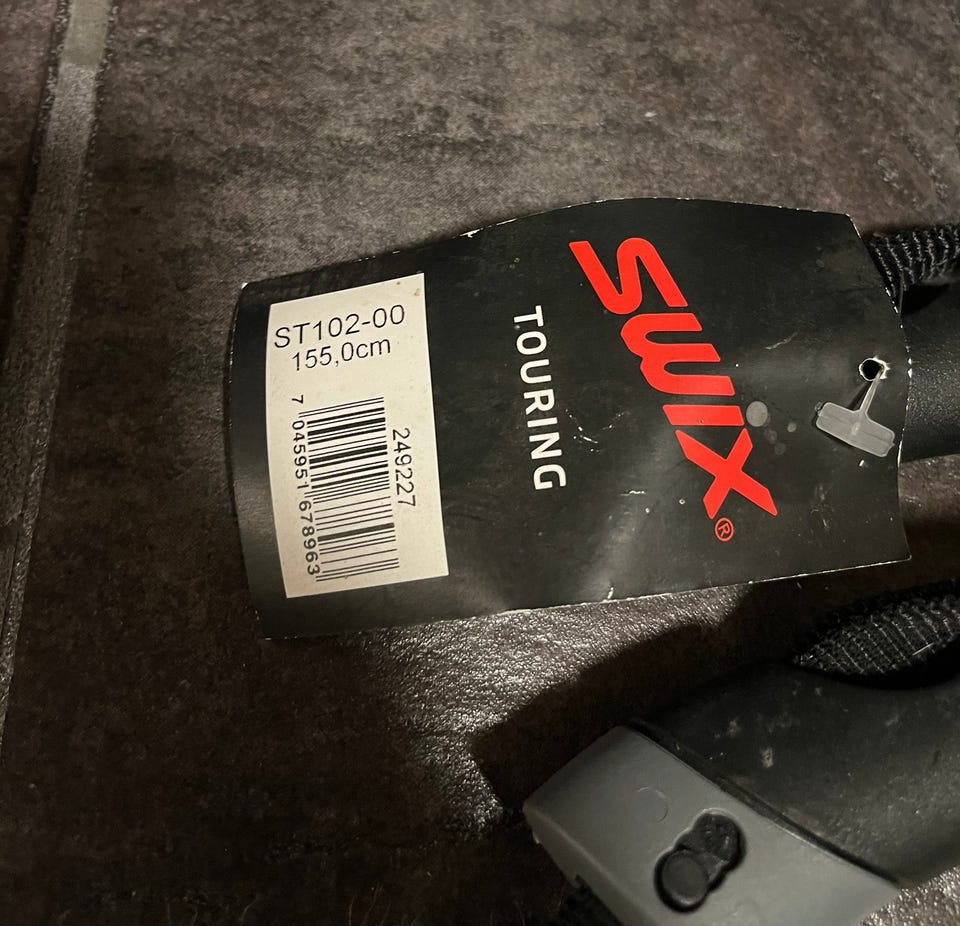 SWIX®
TOURING
ST102-00
155,0cm
249227
7 045951 678963